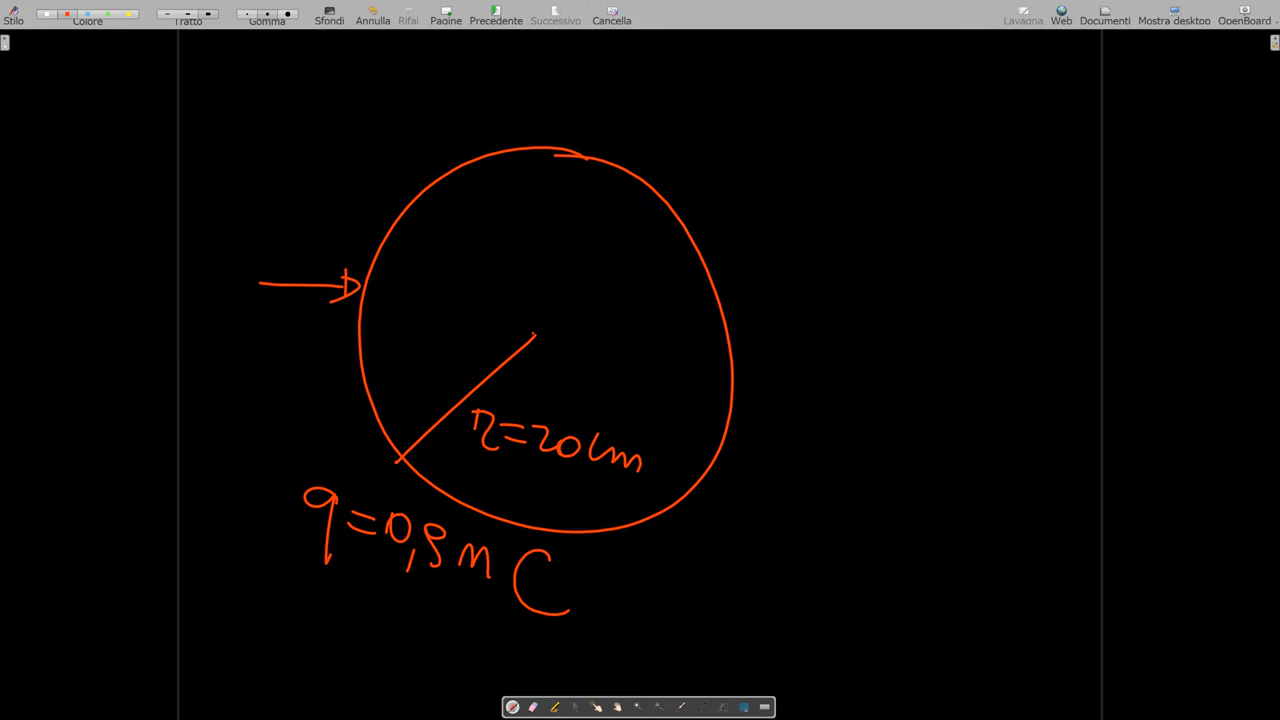 Stilo Colore Tratto Gomma Sfondi Annulla Rifai Pagine Precedente Successivo Cancella Lavagna Web Documenti Mostra desktop OpenBoard
r=20cm
q=0,8 n C